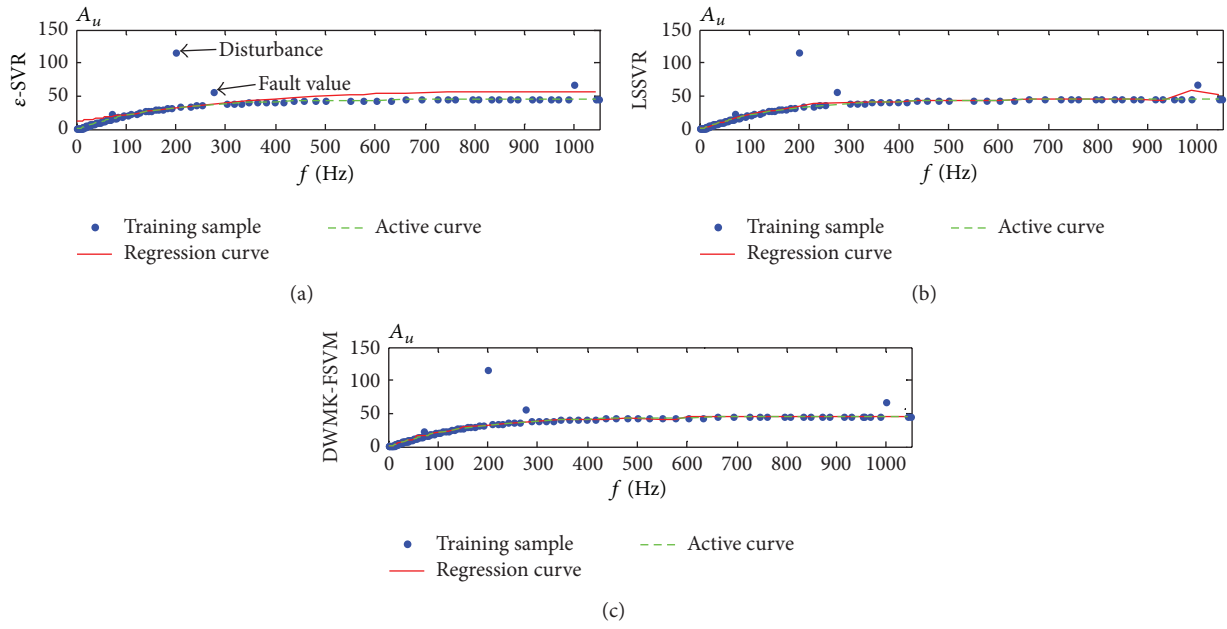 A_u
150
100
50
0
ε-SVR
Disturbance
Fault value
0 100 200 300 400 500 600 700 800 900 1000
f (Hz)
Training sample
Active curve
Regression curve
(a)
A_u
150
100
50
0
LSSVR
0 100 200 300 400 500 600 700 800 900 1000
f (Hz)
Training sample
Active curve
Regression curve
(b)
A_u
150
100
50
0
DWMK-FSVM
0 100 200 300 400 500 600 700 800 900 1000
f (Hz)
Training sample
Active curve
Regression curve
(c)